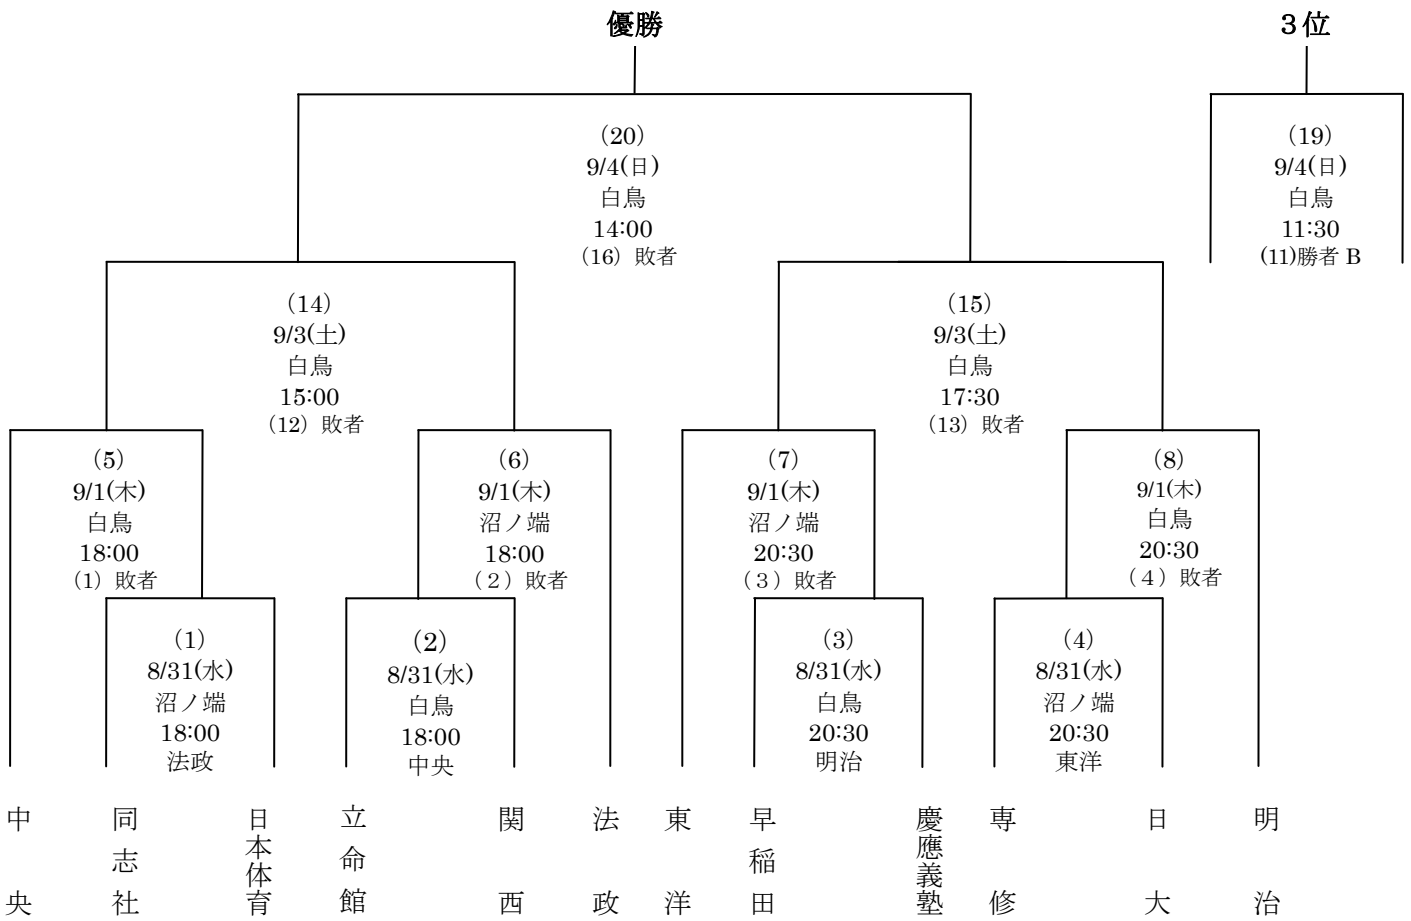 優勝
３位
(20)
9/4(日)
白鳥
14:00
(16) 敗者
(19)
9/4(日)
白鳥
11:30
(11)勝者 B
(14)
9/3(土)
白鳥
15:00
(12) 敗者
(15)
9/3(土)
白鳥
17:30
(13) 敗者
(5)
9/1(木)
白鳥
18:00
(1) 敗者
(6)
9/1(木)
沼ノ端
18:00
(２) 敗者
(7)
9/1(木)
沼ノ端
20:30
(３) 敗者
(8)
9/1(木)
白鳥
20:30
(４) 敗者
(1)
8/31(水)
沼ノ端
18:00
法政
(2)
8/31(水)
白鳥
18:00
中央
(3)
8/31(水)
白鳥
20:30
明治
(4)
8/31(水)
沼ノ端
20:30
東洋
中央
同志社
日本体育
立命館
関西
法政
東洋
早稲田
慶應義塾
専修
日大
明治